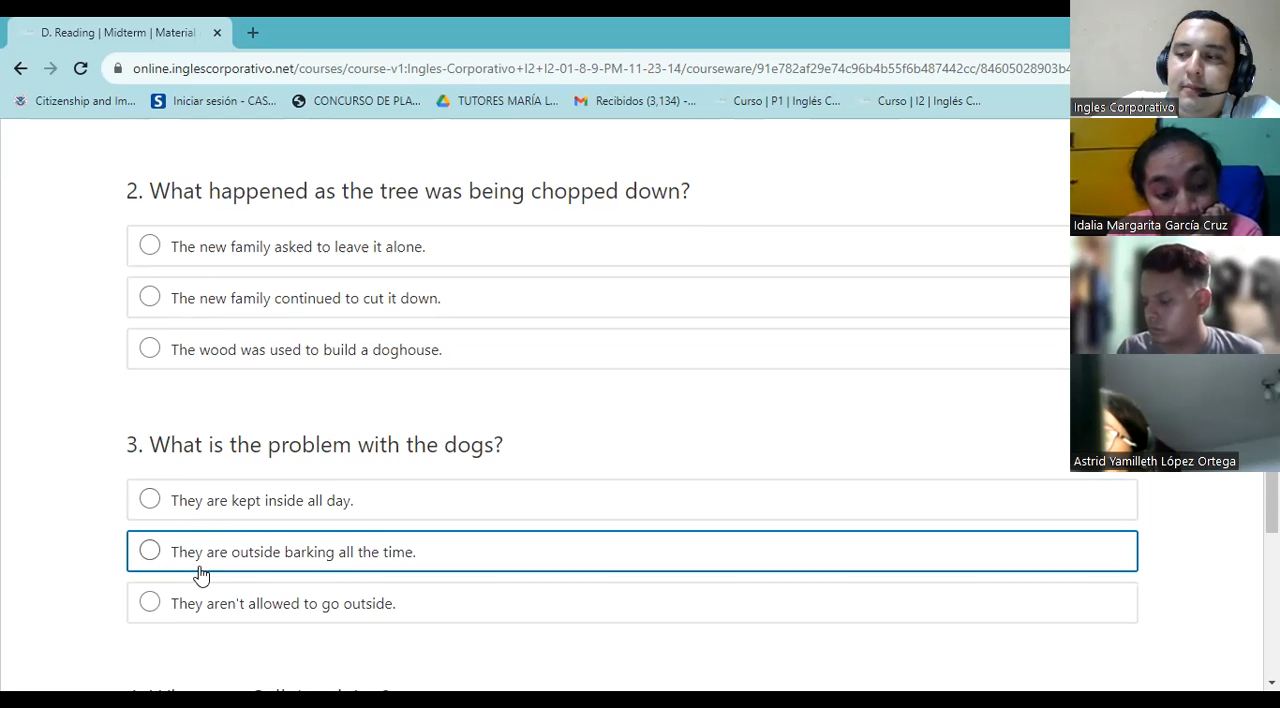 D. Reading | Midterm | Material
online.inglescorporativo.net/courses/course-v1:Ingles-Corporativo+I2+I2-01-8-9-PM-11-23-14/courseware/91e782af29e74c96b4b55f6b487442cc/84605028903b4
Citizenship and Im...
Iniciar sesión - CAS...
CONCURSO DE PLA...
TUTORES MARÍA L...
Recibidos (3,134) -...
Curso | P1 | Inglés C...
Curso | I2 | Inglés C...
Ingles Corporativo
2. What happened as the tree was being chopped down?
Idalia Margarita García Cruz
The new family asked to leave it alone.
The new family continued to cut it down.
The wood was used to build a doghouse.
3. What is the problem with the dogs?
Astrid Yamilleth López Ortega
They are kept inside all day.
They are outside barking all the time.
They aren't allowed to go outside.